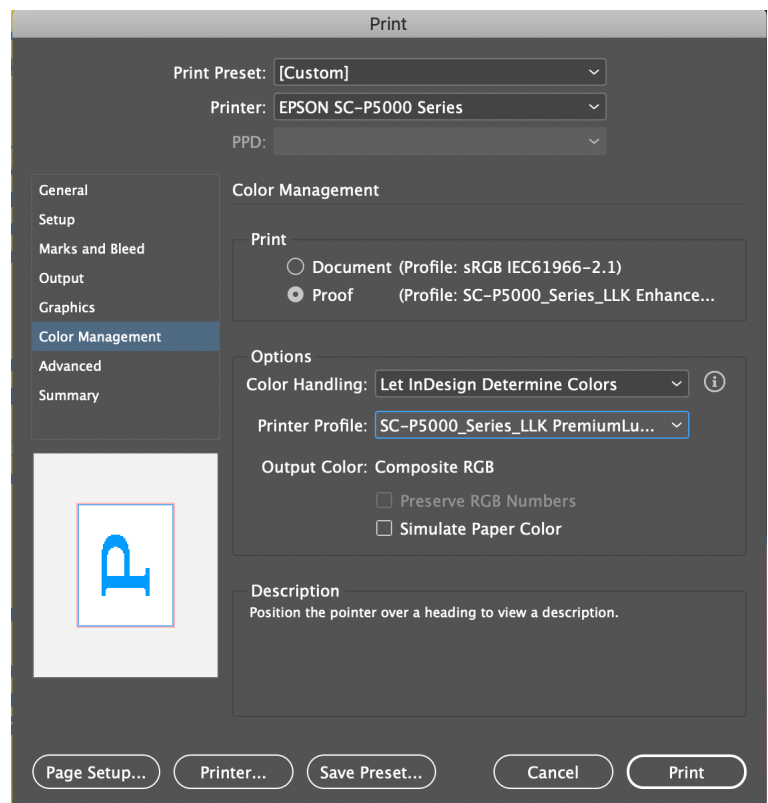 Print
Print Preset: [Custom]
Printer: EPSON SC-P5000 Series
PPD:
General
Setup
Marks and Bleed
Output
Graphics
Color Management
Advanced
Summary
P
Color Management
Print
Document (Profile: sRGB IEC61966-2.1)
Proof (Profile: SC-P5000_Series_LLK Enhance...
Options
Color Handling: Let InDesign Determine Colors
Printer Profile: SC-P5000_Series_LLK PremiumLu...
Output Color: Composite RGB
Preserve RGB Numbers
Simulate Paper Color
Description
Position the pointer over a heading to view a description.
Page Setup... Printer... Save Preset... Cancel Print